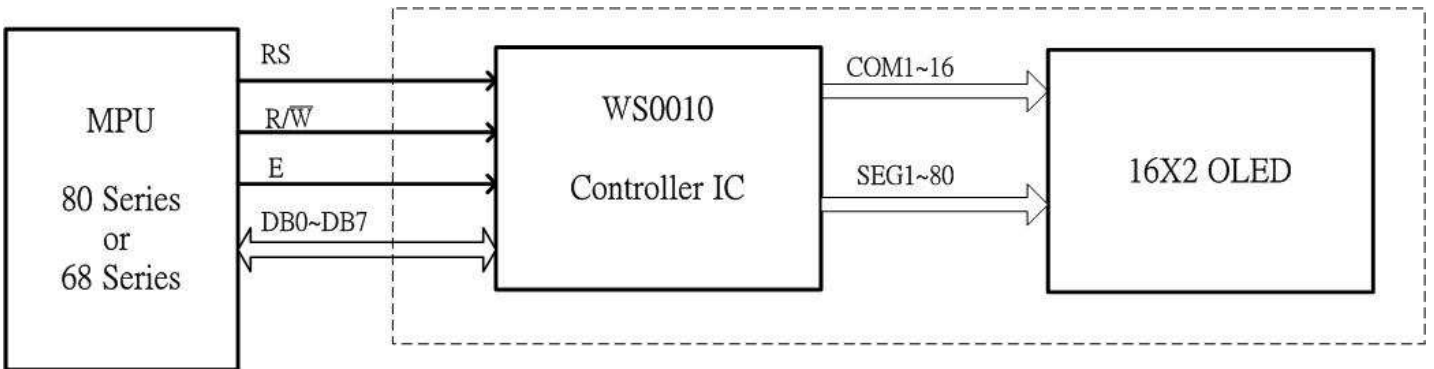 MPU
80 Series
or
68 Series
RS
R/W̅
E
DB0~DB7
WS0010
Controller IC
COM1~16
SEG1~80
16X2 OLED